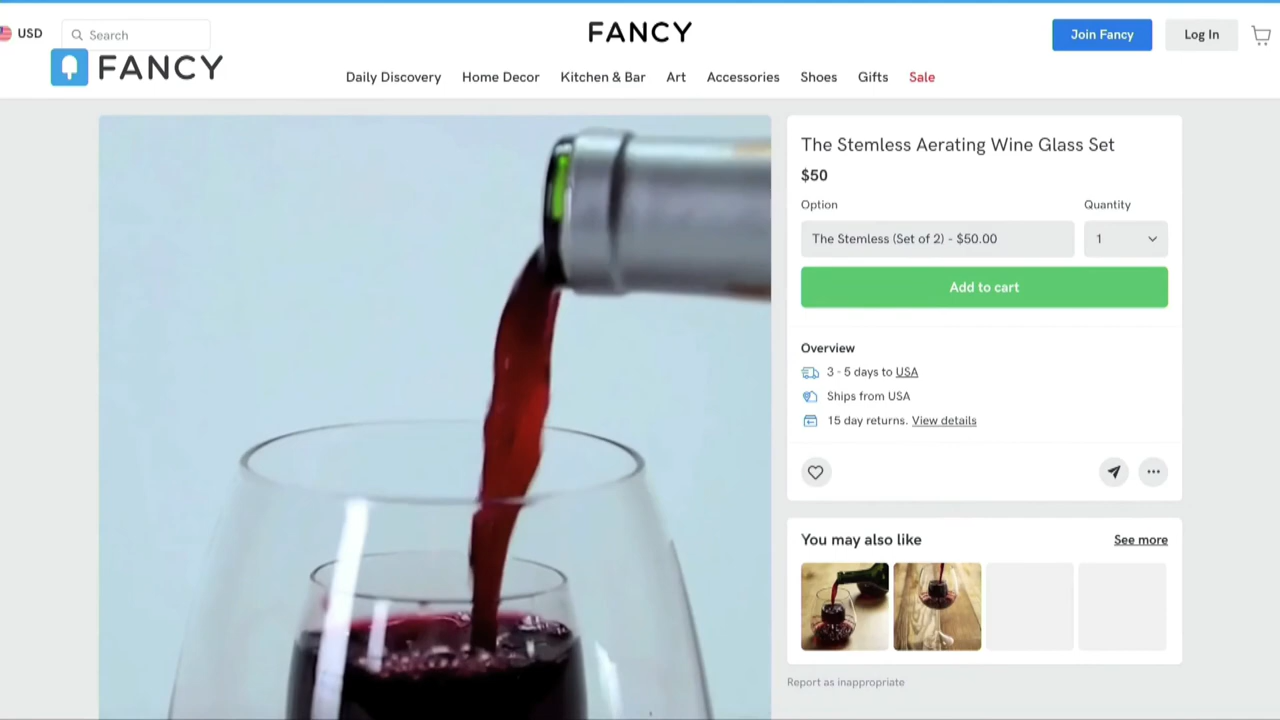 USD
Search
FANCY
Join Fancy
Log In
FANCY
Daily Discovery
Home Decor
Kitchen & Bar
Art
Accessories
Shoes
Gifts
Sale
The Stemless Aerating Wine Glass Set
$50
Option
Quantity
The Stemless (Set of 2) - $50.00
1
Add to cart
Overview
3 - 5 days to USA
Ships from USA
15 day returns. View details
You may also like
See more
Report as inappropriate